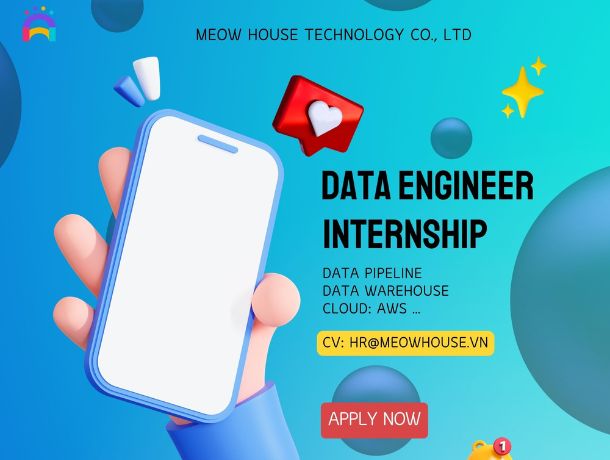 MEOW HOUSE TECHNOLOGY CO., LTD
DATA ENGINEER
INTERNSHIP
DATA PIPELINE
DATA WAREHOUSE
CLOUD: AWS ...
CV: HR@MEOWHOUSE.VN
APPLY NOW
1